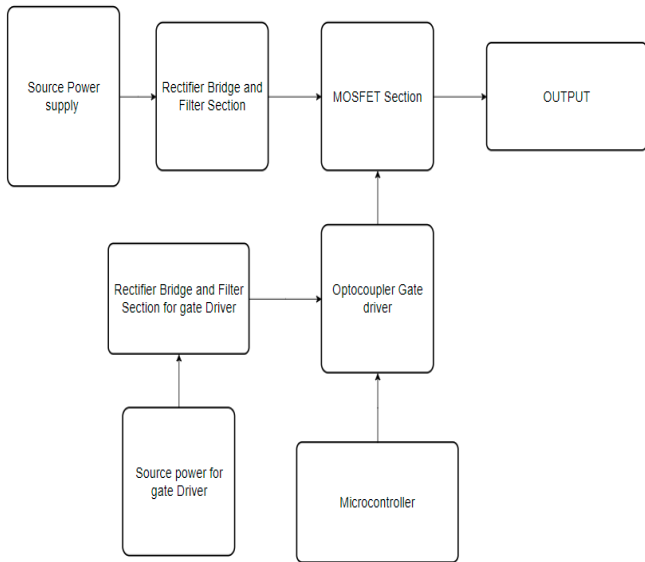 Source Power
supply
Rectifier Bridge and
Filter Section
MOSFET Section
OUTPUT
Rectifier Bridge and Filter
Section for gate Driver
Optocoupler Gate
driver
Source power for
gate Driver
Microcontroller